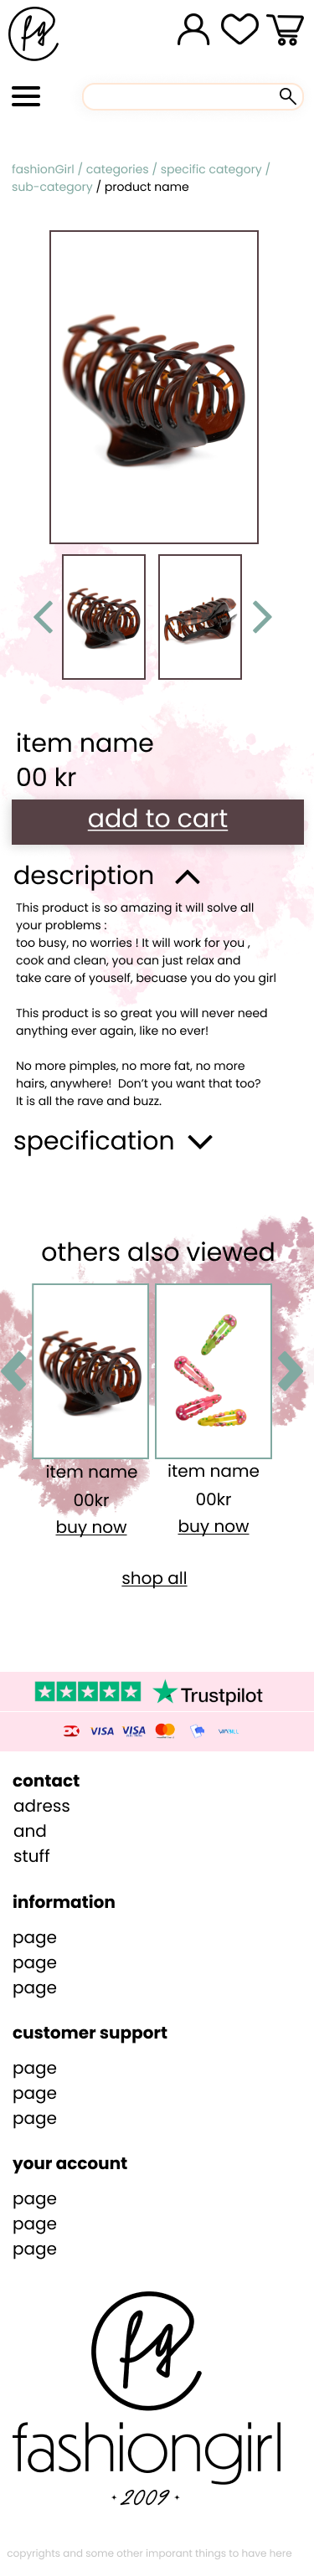 fg
fashionGirl / categories / specific category /
sub-category / product name
item name
00 kr
add to cart
description
This product is so amazing it will solve all
your problems :
too busy, no worries ! It will work for you ,
cook and clean, you can just relax and
take care of youself, becuase you do you girl
This product is so great you will never need
anything ever again, like no ever!
No more pimples, no more fat, no more
hairs, anywhere! Don't you want that too?
It is all the rave and buzz.
specification
others also viewed
item name
00kr
buy now
item name
00kr
buy now
shop all
Trustpilot
VISA
VISA
contact
adress
and
stuff
information
page
page
page
customer support
page
page
page
your account
page
page
page
fg
fashiongirl
· 2009 ·
copyrights and some other imporant things to have here